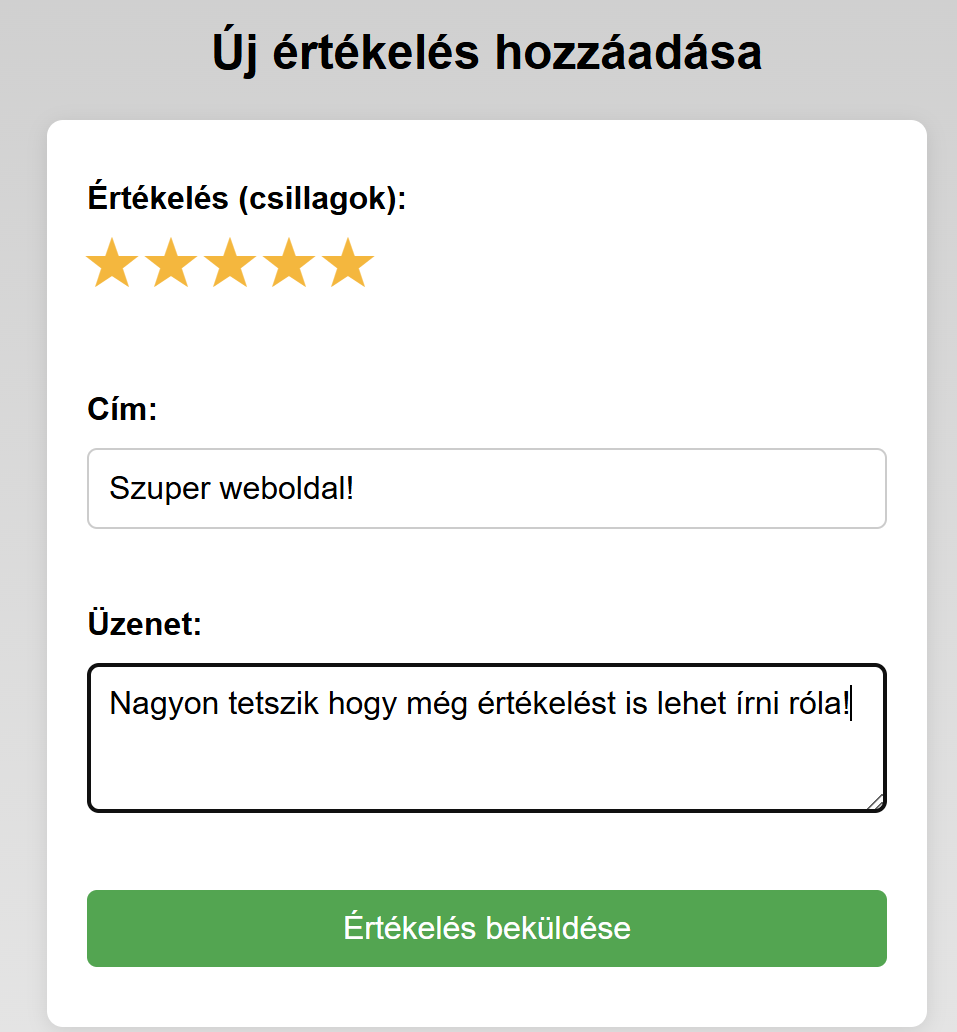 Új értékelés hozzáadása
Értékelés (csillagok):
Cím:
Szuper weboldal!
Üzenet:
Nagyon tetszik hogy még értékelést is lehet írni róla!
Értékelés beküldése